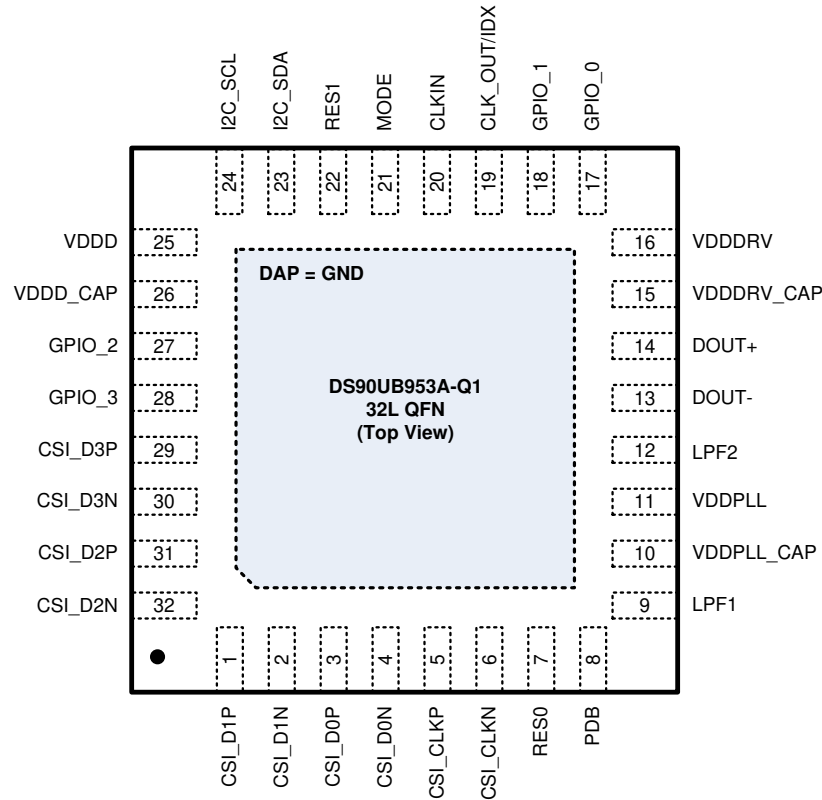 I2C_SCL
I2C_SDA
RES1
MODE
CLKIN
CLK_OUT/IDX
GPIO_1
GPIO_0
24
23
22
21
20
19
18
17
VDDD 25
16 VDDDRV
VDDD_CAP 26
15 VDDDRV_CAP
GPIO_2 27
14 DOUT+
GPIO_3 28
13 DOUT-
CSI_D3P 29
12 LPF2
CSI_D3N 30
11 VDDPLL
CSI_D2P 31
10 VDDPLL_CAP
CSI_D2N 32
9 LPF1
DAP = GND
DS90UB953A-Q1
32L QFN
(Top View)
1
2
3
4
5
6
7
8
CSI_D1P
CSI_D1N
CSI_D0P
CSI_D0N
CSI_CLKP
CSI_CLKN
RES0
PDB